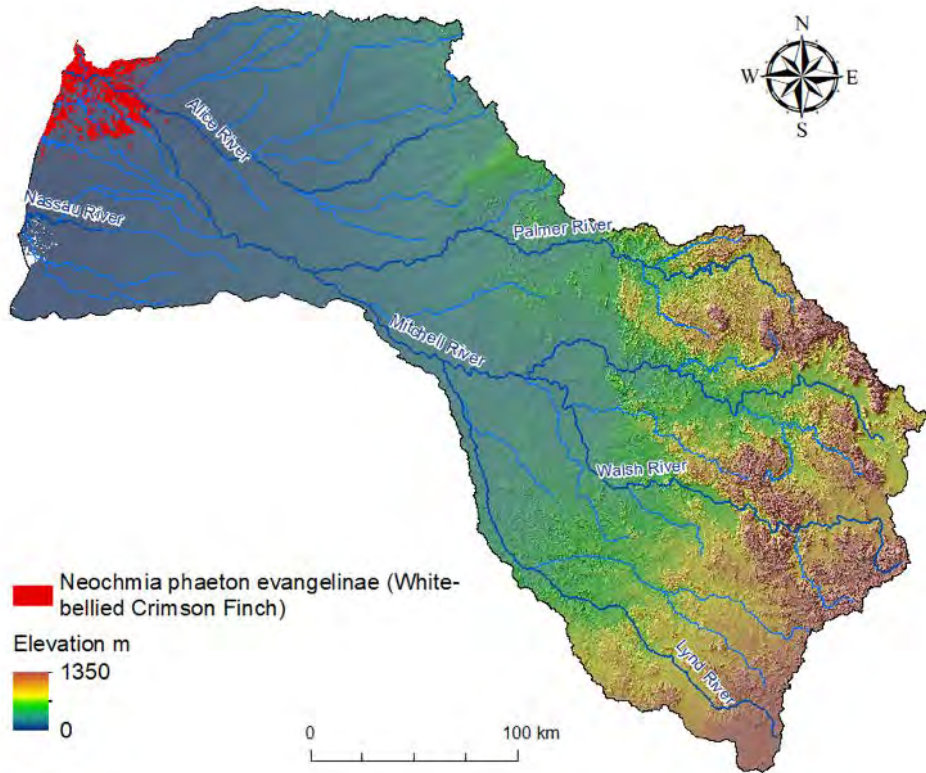 N
W
E
S
Alice River
Nassau River
Palmer River
Mitchell River
Walsh River
Lynd River
Neochmia phaeton evangelinae (White-
bellied Crimson Finch)
Elevation m
1350
0
0
100 km